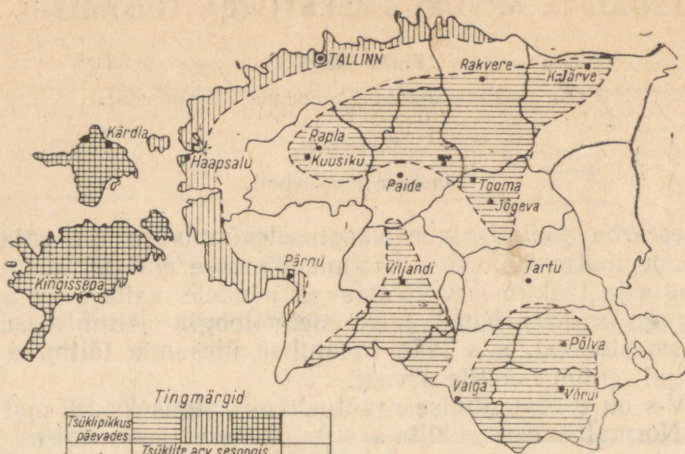 TALLINN
Rakvere
K.-Järve
Kärdla
Haapsalu
Rapla
Kuusiku
Paide
Tooma
Jõgeva
Kingissepa
Pärnu
Viljandi
Tartu
Põlva
Valga
Võru
Tingmärgid
Tsüklipikkus
päevades
Tsüklite arv sesoonis